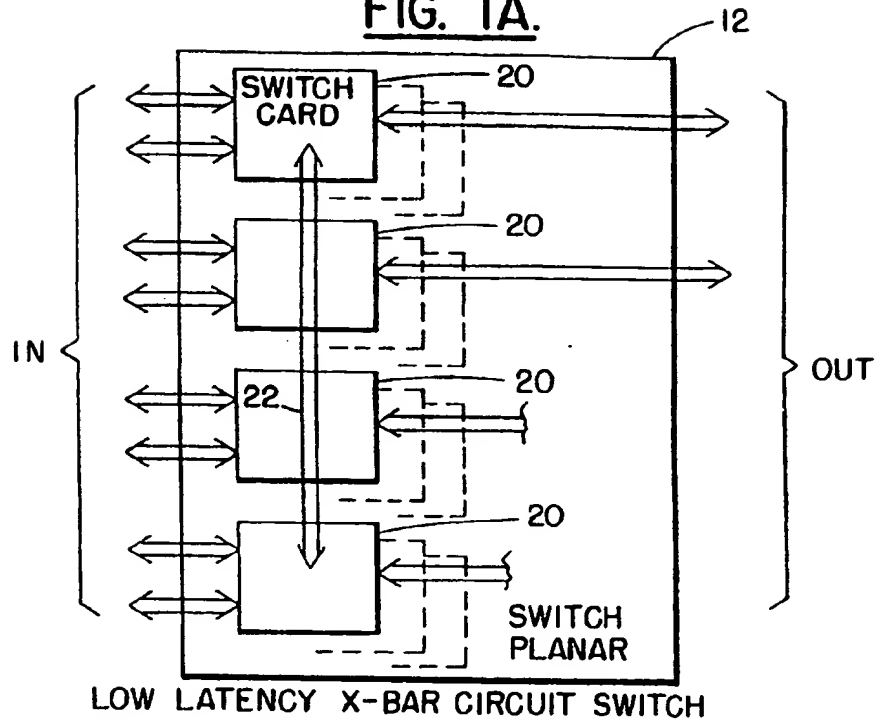 FIG. 1A.
12
SWITCH
CARD
20
20
IN
OUT
22
20
20
SWITCH
PLANAR
LOW LATENCY X-BAR CIRCUIT SWITCH